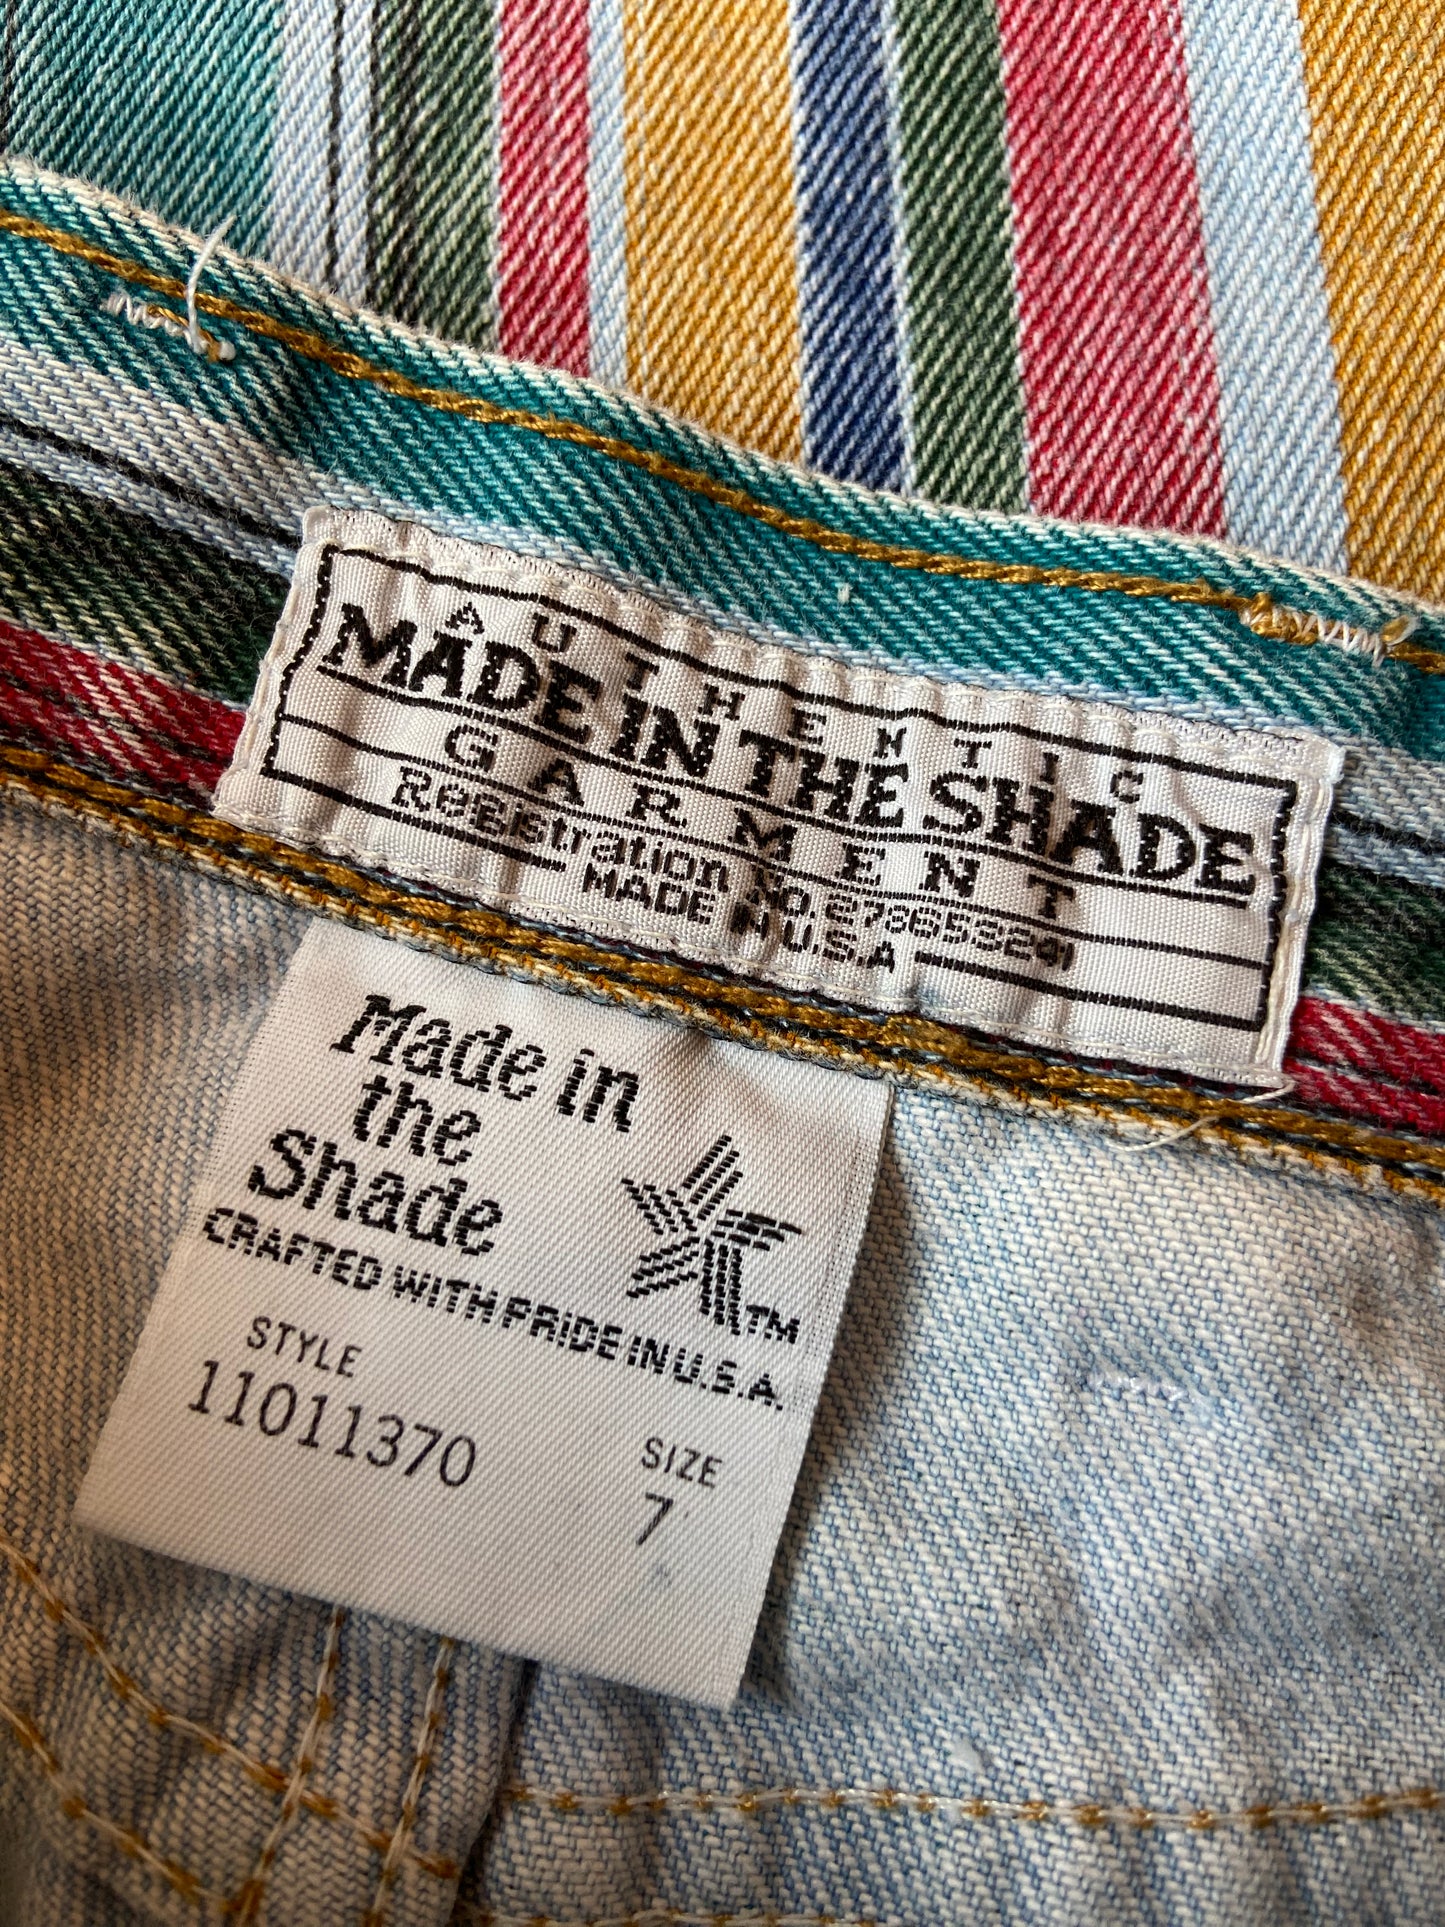 AUTHENTIC
MADE IN THE SHADE
GARMENT
Registration No. 27865324
MADE IN U.S.A
Made in
the
Shade
TM
CRAFTED WITH PRIDE IN U.S.A.
STYLE
11011370
SIZE
7